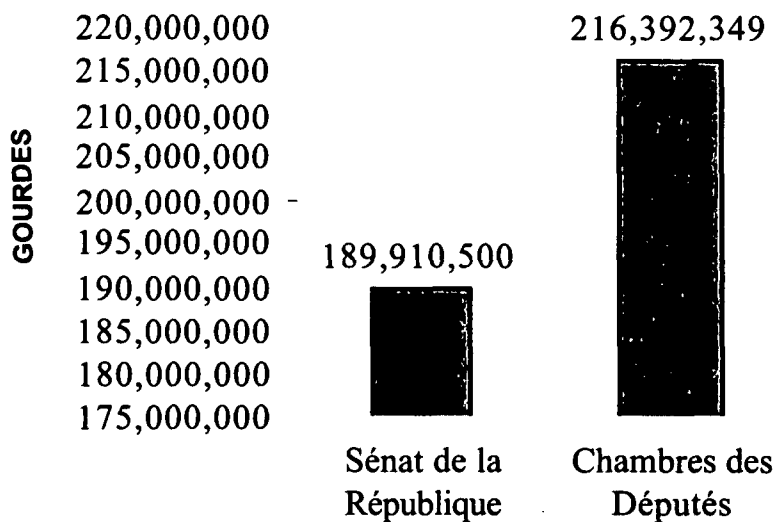 220,000,000
215,000,000
210,000,000
205,000,000
200,000,000
195,000,000
190,000,000
185,000,000
180,000,000
175,000,000
GOURDES
189,910,500
216,392,349
Sénat de la
République
Chambres des
Députés